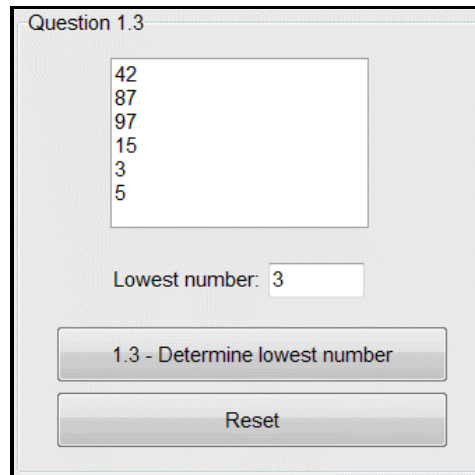 Question 1.3
42
87
97
15
3
5
Lowest number: 3
1.3 - Determine lowest number
Reset